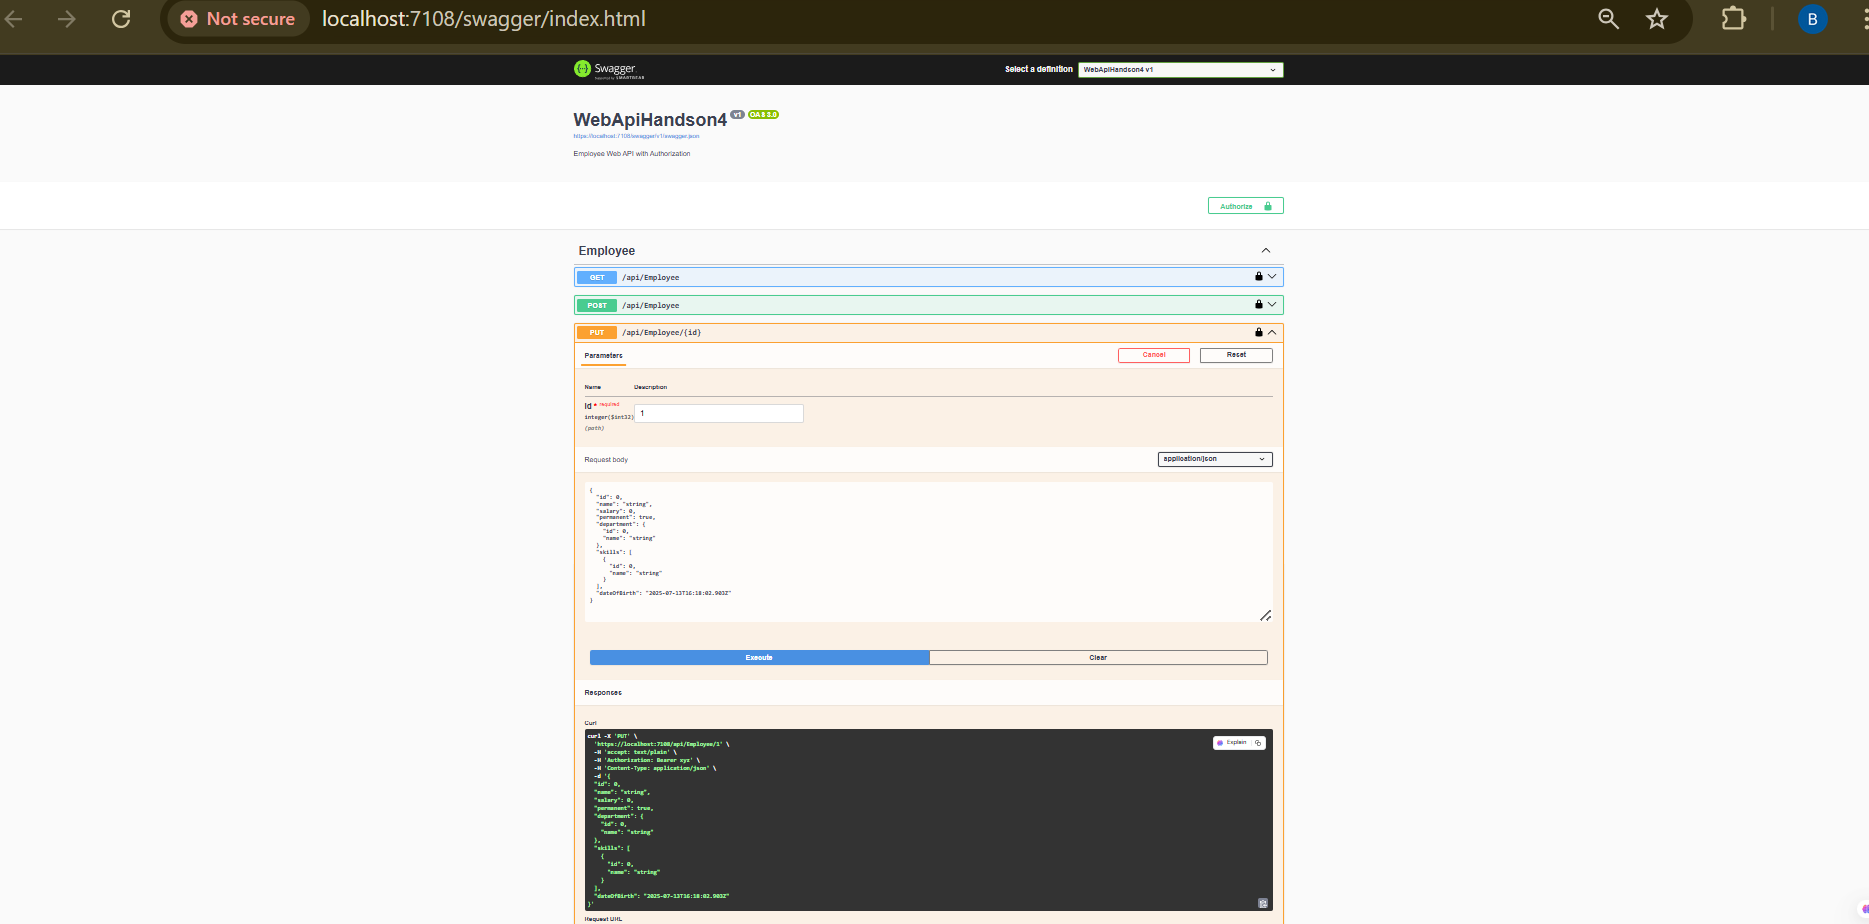 Not secure localhost:7108/swagger/index.html B
Swagger Select a definition WebApiHandson4 v1
Supported by SMARTBEAR
WebApiHandson4 v1 OAS 3.0
https://localhost:7108/swagger/v1/swagger.json
Employee Web API with Authorization
Authorize
Employee
GET /api/Employee
POST /api/Employee
PUT /api/Employee/{id}
Parameters Cancel Reset
Name Description
id * required
integer($int32) 1
(path)
Request body application/json
{
"id": 0,
"name": "string",
"salary": 0,
"permanent": true,
"department": {
"id": 0,
"name": "string"
},
"skills": [
{
"id": 0,
"name": "string"
}
],
"dateOfBirth": "2025-07-13T16:18:02.903Z"
}
Execute Clear
Responses
Curl
curl -X 'PUT' \
'https://localhost:7108/api/Employee/1' \
-H 'accept: text/plain' \
-H 'Authorization: Bearer xyz' \
-H 'Content-Type: application/json' \
-d '{
"id": 0,
"name": "string",
"salary": 0,
"permanent": true,
"department": {
"id": 0,
"name": "string"
},
"skills": [
{
"id": 0,
"name": "string"
}
],
"dateOfBirth": "2025-07-13T16:18:02.903Z"
}'
Explain
Request URL